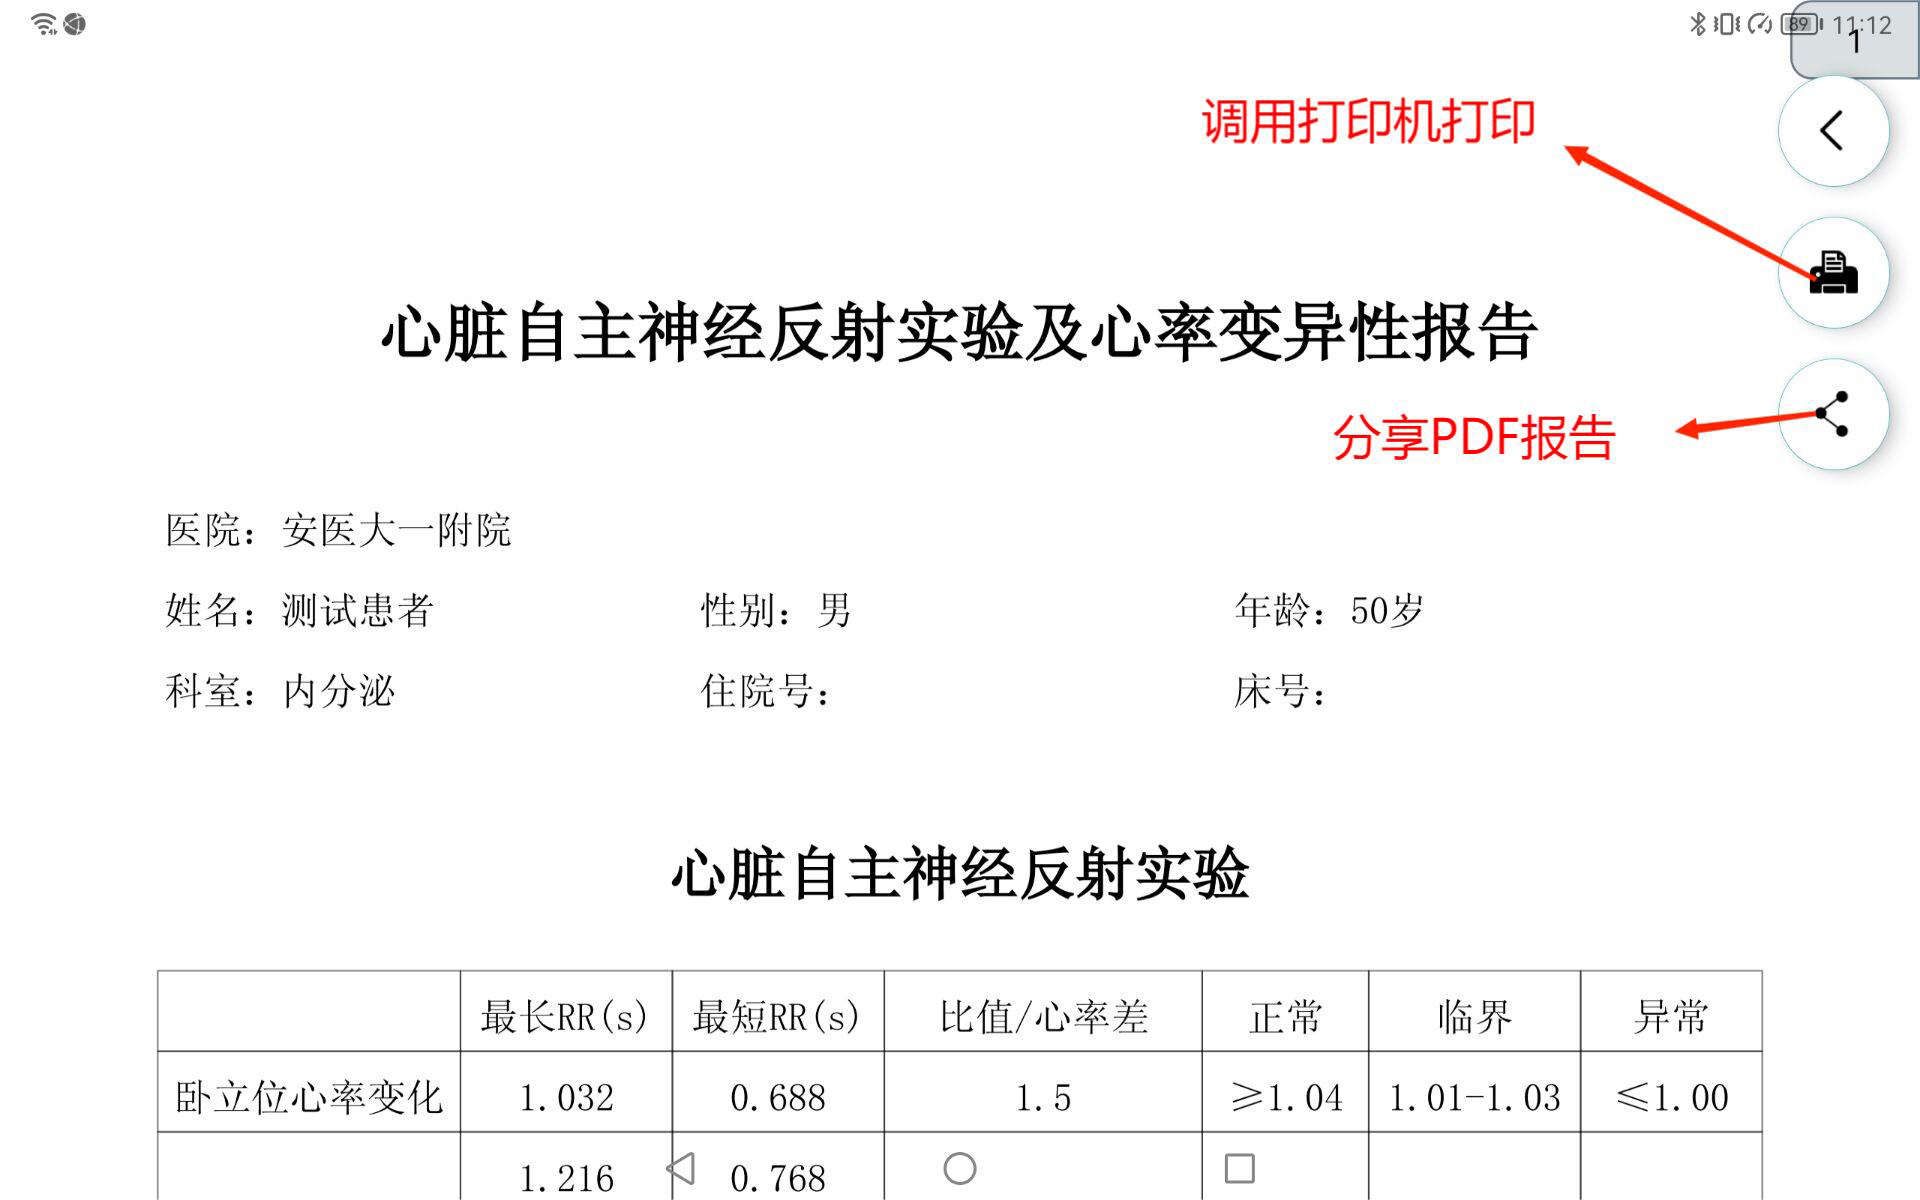 89 11:12
1
调用打印机打印
心脏自主神经反射实验及心率变异性报告
分享PDF报告
医院：安医大一附院
姓名：测试患者 性别：男 年龄：50岁
科室：内分泌 住院号： 床号：
心脏自主神经反射实验
最长RR(s) 最短RR(s) 比值/心率差 正常 临界 异常
卧立位心率变化 1.032 0.688 1.5 ≥1.04 1.01-1.03 ≤1.00
1.216 0.768